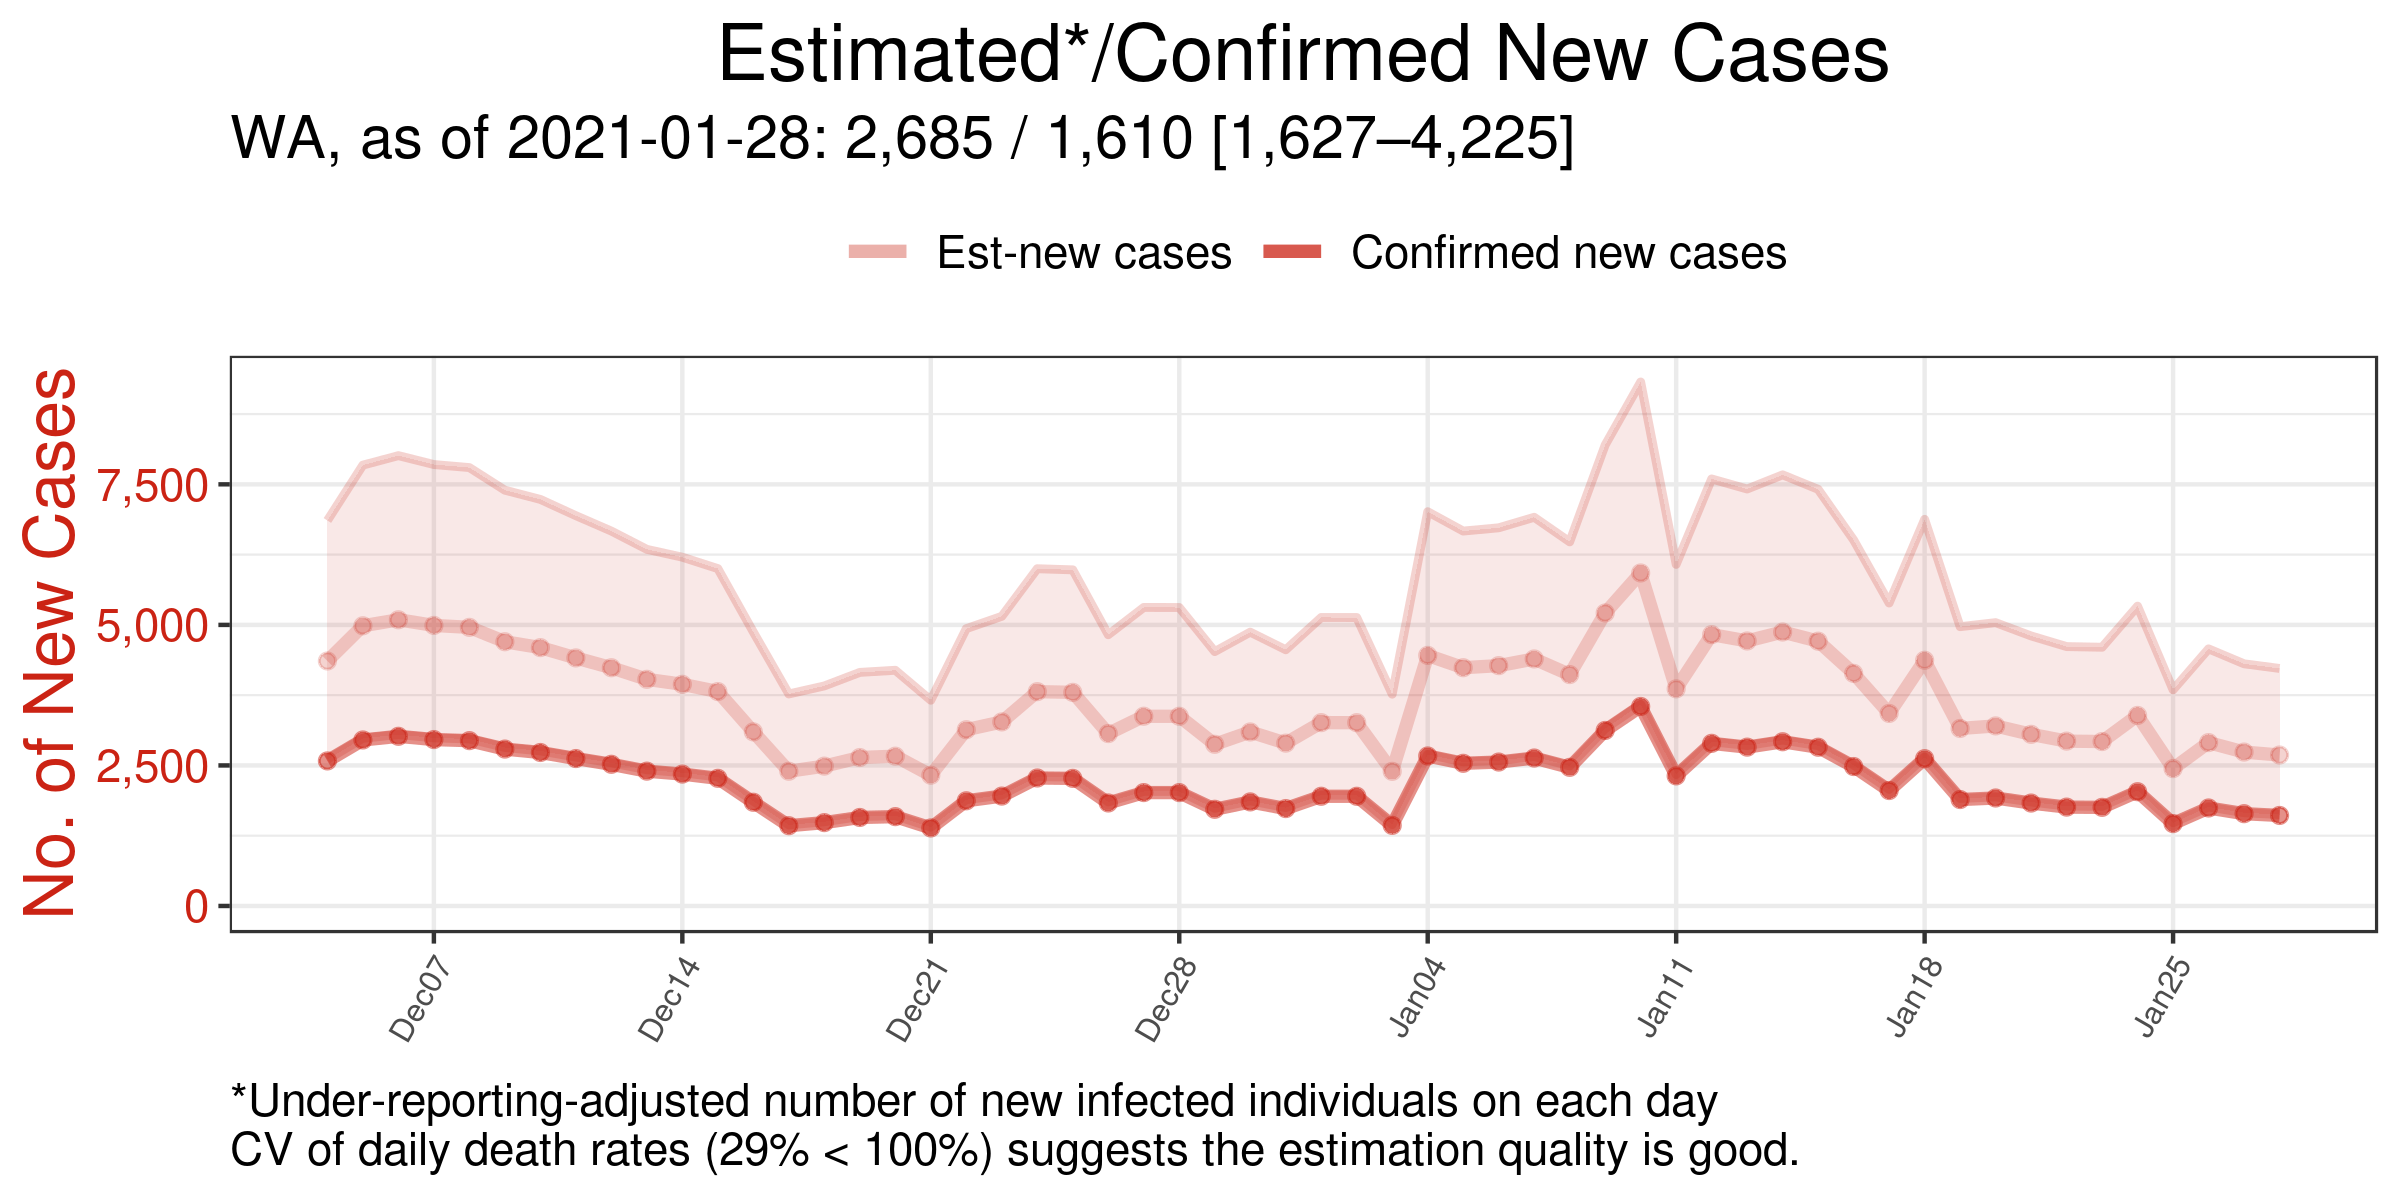 Estimated*/Confirmed New Cases
WA, as of 2021-01-28: 2,685 / 1,610 [1,627–4,225]
Est-new cases
Confirmed new cases
No. of New Cases
7,500
5,000
2,500
0
Dec07
Dec14
Dec21
Dec28
Jan04
Jan11
Jan18
Jan25
*Under-reporting-adjusted number of new infected individuals on each day
CV of daily death rates (29% < 100%) suggests the estimation quality is good.